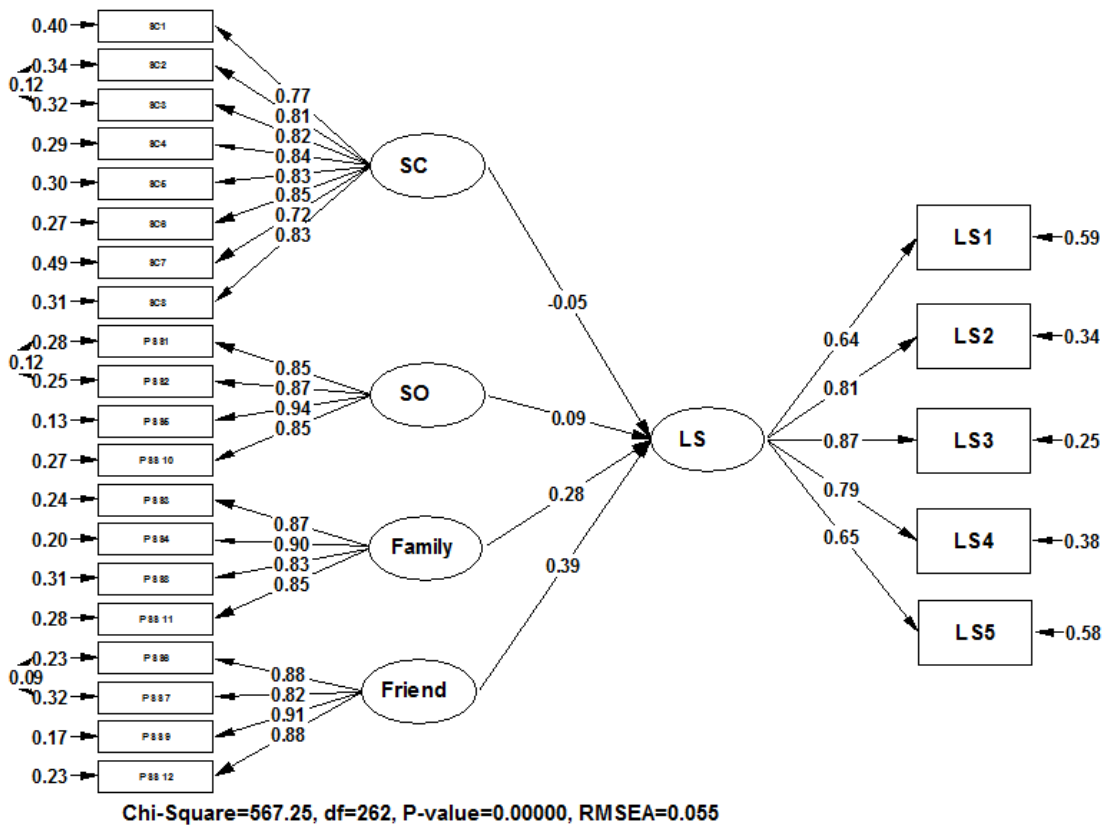 0.40 SC1
0.34 SC2
0.12
0.32 SC3
0.29 SC4
0.30 SC5
0.27 SC6
0.49 SC7
0.31 SC8
0.77
0.81
0.82
0.84
0.83
0.85
0.72
0.83
SC
-0.05
0.28 PSS1
0.12
0.25 PSS2
0.13 PSS5
0.27 PSS10
0.85
0.87
0.94
0.85
SO
0.09
0.24 PSS3
0.20 PSS4
0.31 PSS8
0.28 PSS11
0.87
0.90
0.83
0.85
Family
0.28
0.23 PSS6
0.09
0.32 PSS7
0.17 PSS9
0.23 PSS12
0.88
0.82
0.91
0.88
Friend
0.39
LS
0.64
0.81
0.87
0.79
0.65
LS1 0.59
LS2 0.34
LS3 0.25
LS4 0.38
LS5 0.58
Chi-Square=567.25, df=262, P-value=0.00000, RMSEA=0.055